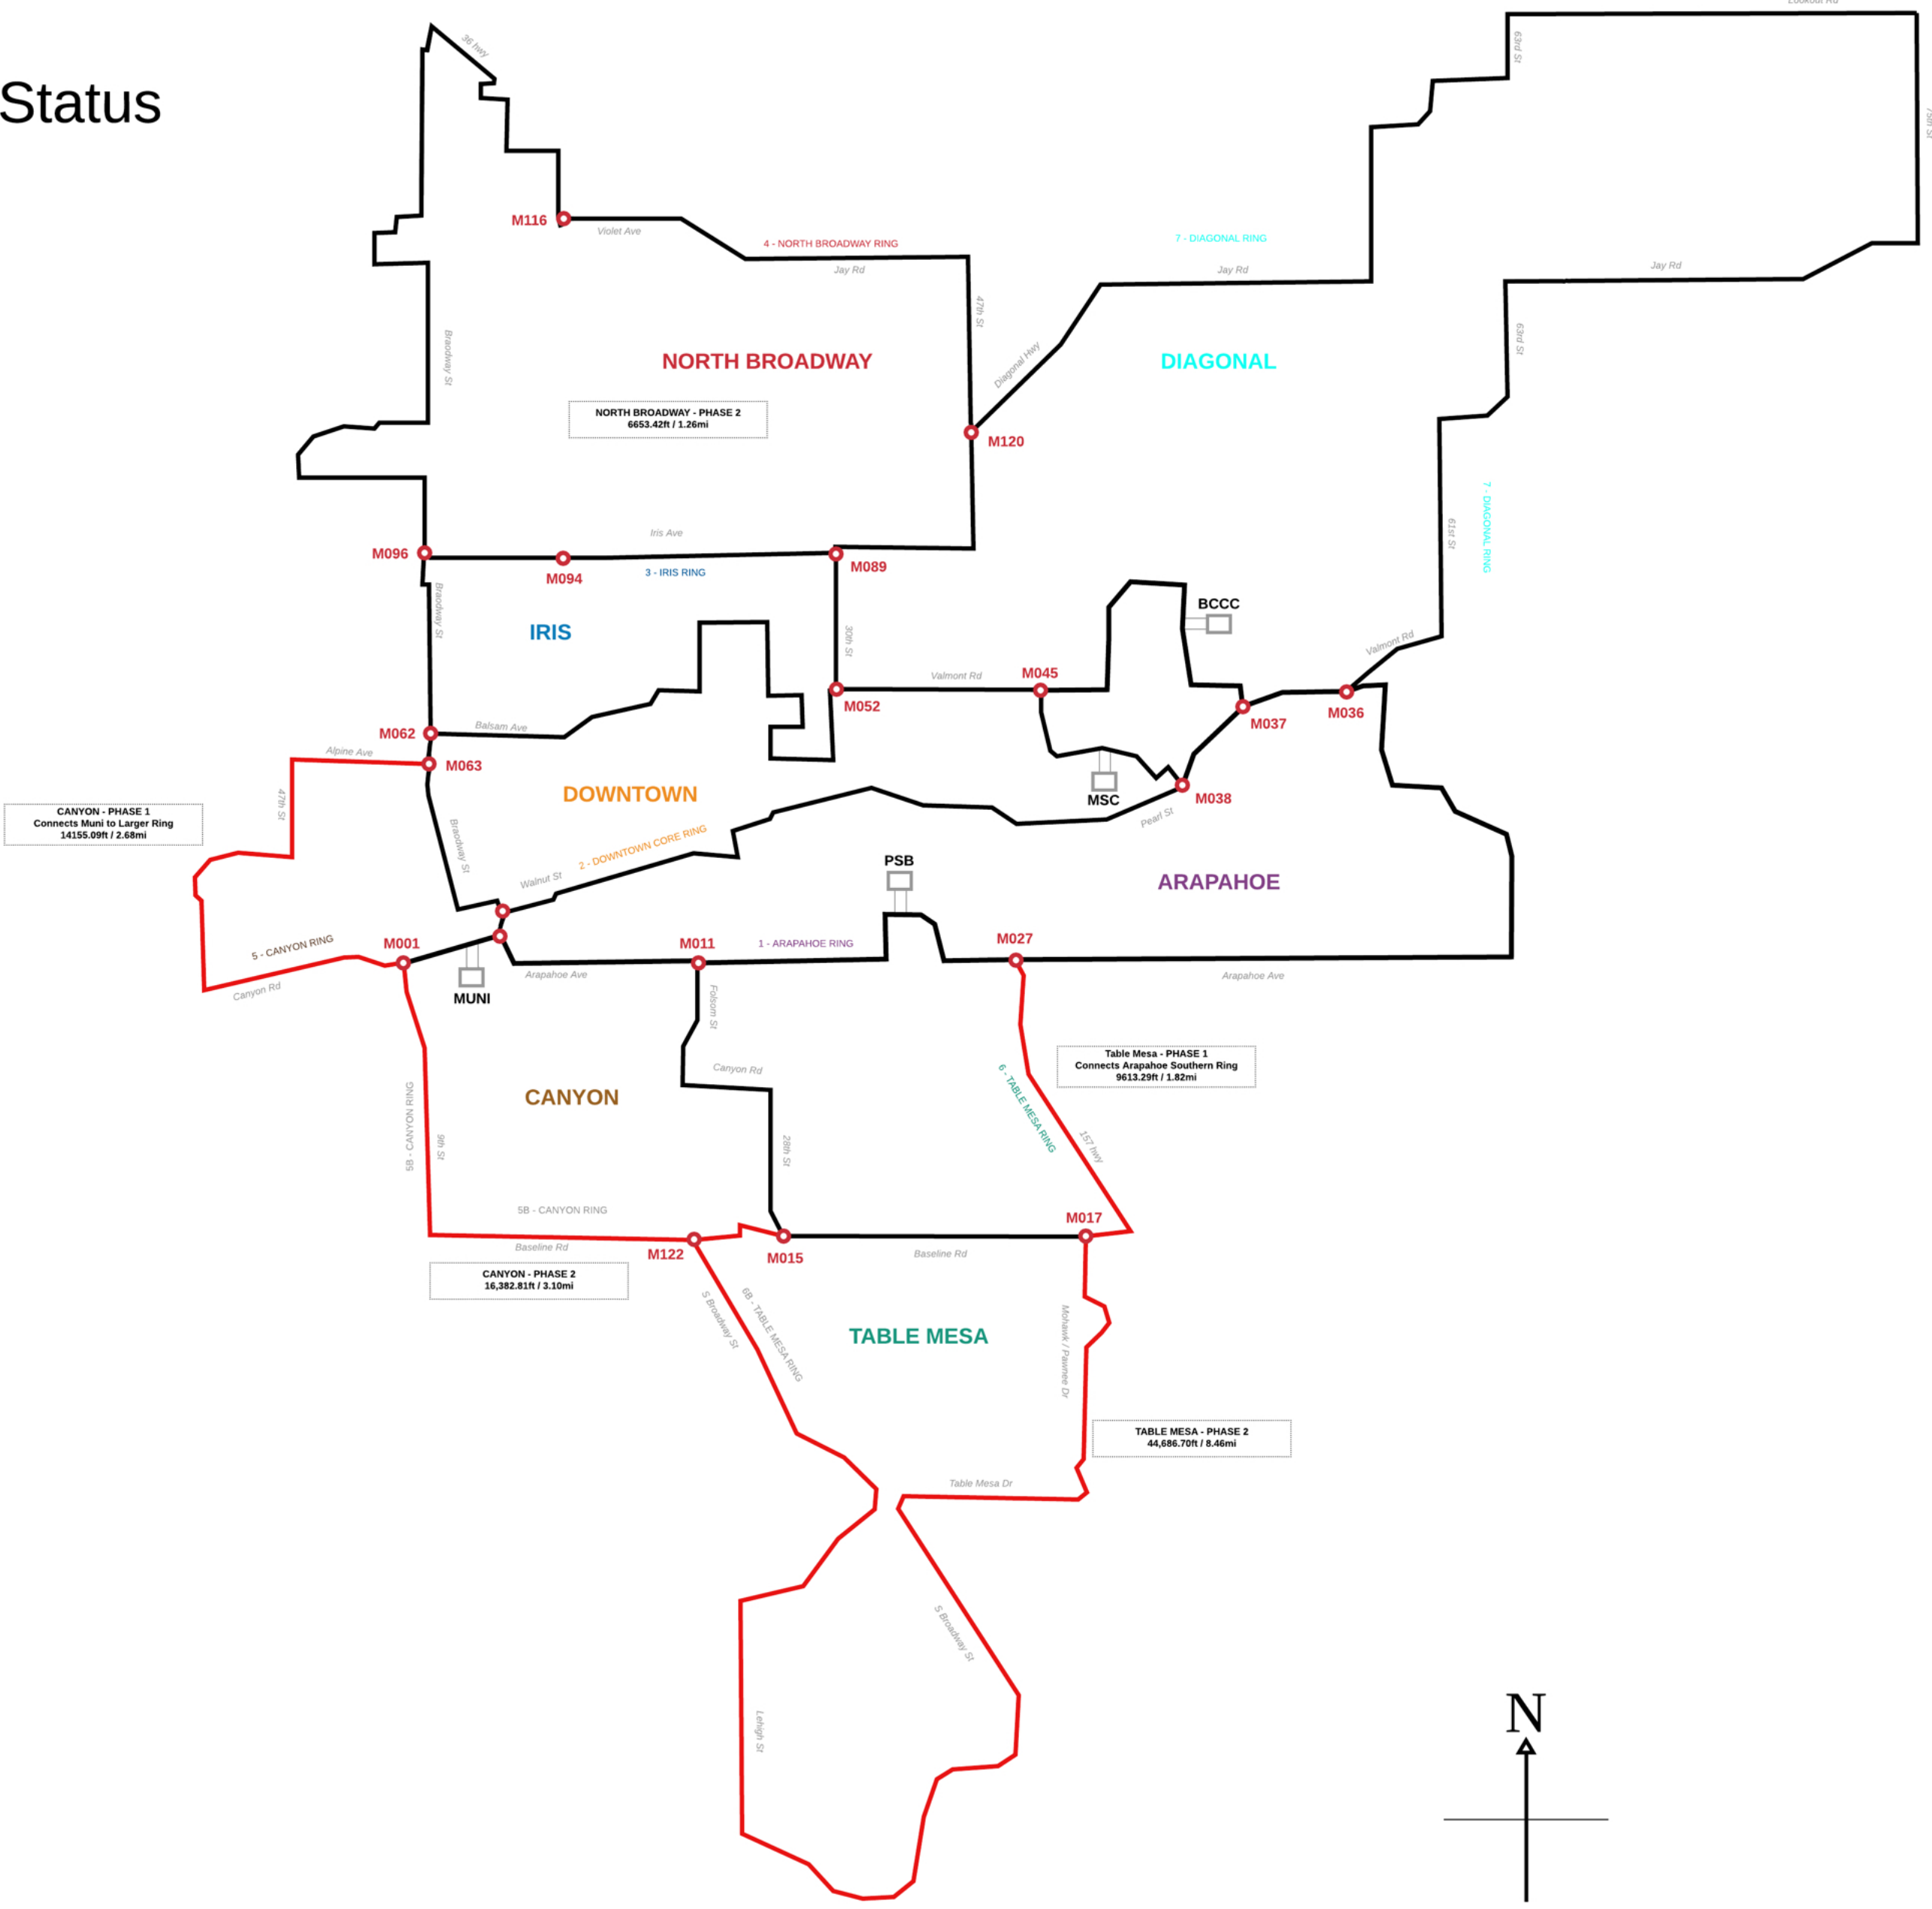 Lookout Rd
36 hwy
63rd St
Status
75th St
M116
Violet Ave
4 - NORTH BROADWAY RING
7 - DIAGONAL RING
Jay Rd
Jay Rd
Jay Rd
47th St
63rd St
Braodway St
Diagonal Hwy
NORTH BROADWAY
DIAGONAL
NORTH BROADWAY - PHASE 2
6653.42ft / 1.26mi
M120
7 - DIAGONAL RING
61st St
Iris Ave
M096
M094
3 - IRIS RING
M089
Braodway St
BCCC
IRIS
30th St
Valmont Rd
Valmont Rd
M045
M052
M037
M036
M062
Balsam Ave
Alpine Ave
M063
47th St
DOWNTOWN
MSC
M038
Pearl St
CANYON - PHASE 1
Connects Muni to Larger Ring
14155.09ft / 2.68mi
Braodway St
2 - DOWNTOWN CORE RING
Walnut St
PSB
ARAPAHOE
5 - CANYON RING
M001
M011
1 - ARAPAHOE RING
M027
Arapahoe Ave
Arapahoe Ave
Canyon Rd
MUNI
Folsom St
Canyon Rd
Table Mesa - PHASE 1
Connects Arapahoe Southern Ring
9613.29ft / 1.82mi
CANYON
6 - TABLE MESA RING
5B - CANYON RING
9th St
28th St
157 hwy
5B - CANYON RING
M017
Baseline Rd
M122
M015
Baseline Rd
CANYON - PHASE 2
16,382.81ft / 3.10mi
S Broadway St
6B - TABLE MESA RING
TABLE MESA
Mohawk / Pawnee Dr
TABLE MESA - PHASE 2
44,686.70ft / 8.46mi
Table Mesa Dr
S Broadway St
Lehigh St
N